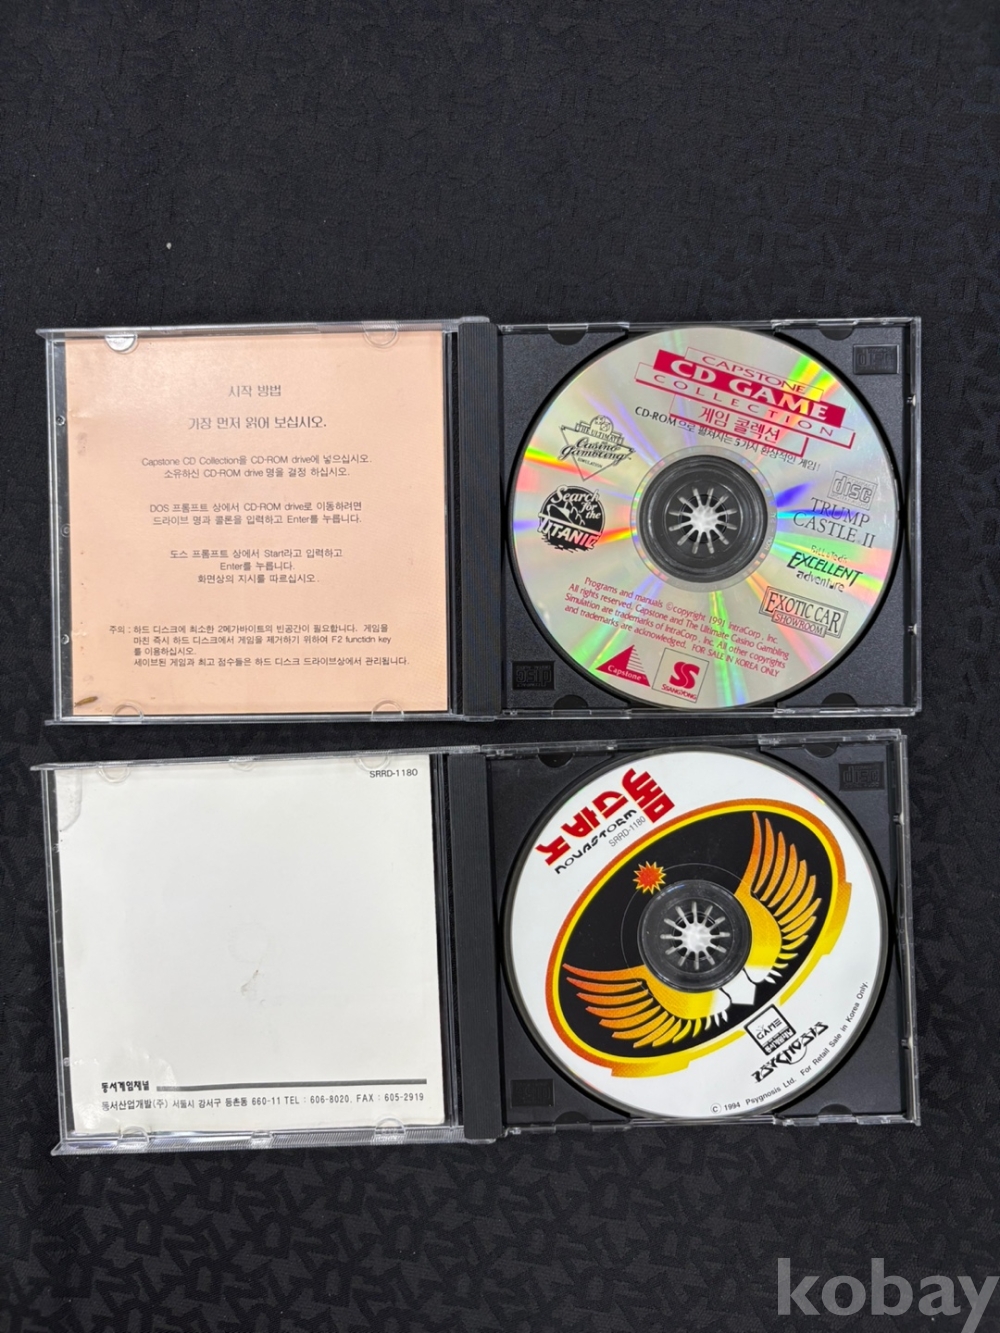 시작 방법
가장 먼저 읽어 보십시오.
Capstone CD Collection을 CD-ROM drive에 넣으십시오.
소유하신 CD-ROM drive 명을 결정 하십시오.
DOS 프롬프트 상에서 CD-ROM drive로 이동하려면
드라이브 명과 콜론을 입력하고 Enter를 누릅니다.
도스 프롬프트 상에서 Start라고 입력하고
Enter를 누릅니다.
화면상의 지시를 따르십시오.
주의 : 하드 디스크에 최소한 2메가바이트의 빈공간이 필요합니다. 게임을
마친 즉시 하드 디스크에서 게임을 제거하기 위하여 F2 function key
를 이용하십시오.
세이브된 게임과 최고 점수들은 하드 디스크 드라이브상에서 관리됩니다.
CAPSTONE
CD GAME
COLLECTION
게임 콜렉션
CD-ROM으로 펼쳐지는 5가지 환상적인 게임!
THE ULTIMATE
Casino
Gambling
SIMULATION
Search
for the
TITANIC
disc
TRUMP
CASTLE II
EXCELLENT
adventure
EXOTIC CAR
SHOWROOM
Programs and manuals ©copyright 1991 IntraCorp, Inc.
All rights reserved. Capstone and The Ultimate Casino Gambling
Simulation are trademarks of IntraCorp, Inc. All other copyrights
and trademarks are acknowledged. FOR SALE IN KOREA ONLY
Capstone
SSANGYONG
SRRD-1180
동서게임채널
동서산업개발(주) 서울시 강서구 등촌동 660-11 TEL : 608-8020. FAX : 605-2919
노바스톰
NOVASTORM
SRRD-1180
GAME
동서게임채널
PSYGNOSIS
© 1994 Psygnosis Ltd. For Retail Sale in Korea Only.
kobay